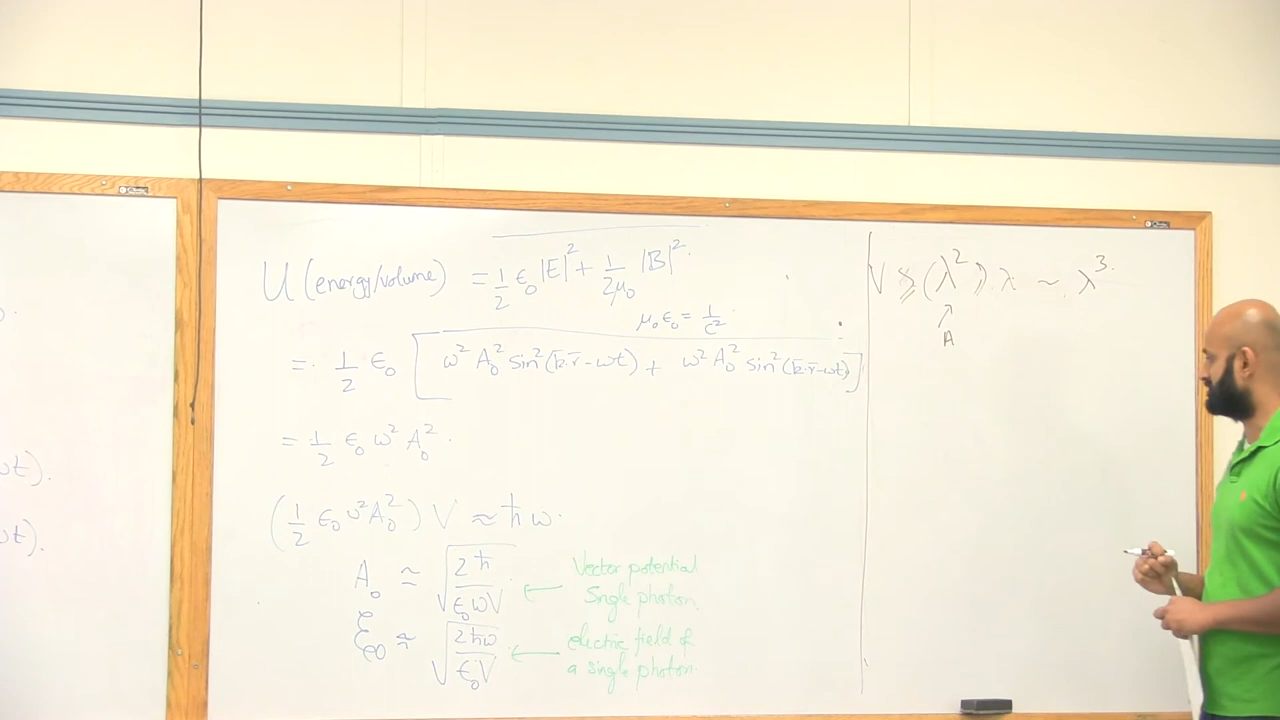 U (energy/volume) = 1/2 ϵ₀ |E|² + 1/2μ₀ |B|²
μ₀ϵ₀ = 1/c²
= 1/2 ϵ₀ [ ω² A₀² sin²(k̄·r̄ - ωt) + ω² A₀² sin²(k̄·r̄-ωt) ]
= 1/2 ϵ₀ ω² A₀²
(1/2 ϵ₀ ω² A₀²) V ≈ ħω
A₀ ≃ √(2ħ/ϵ₀ωV) ← Vector potential
Single photon.
ξ₀ ≈ √(2ħω/ϵ₀V) ← electric field of
a single photon.
V ≥ (λ²) λ ~ λ³
↗
A
ωt).
ωt).